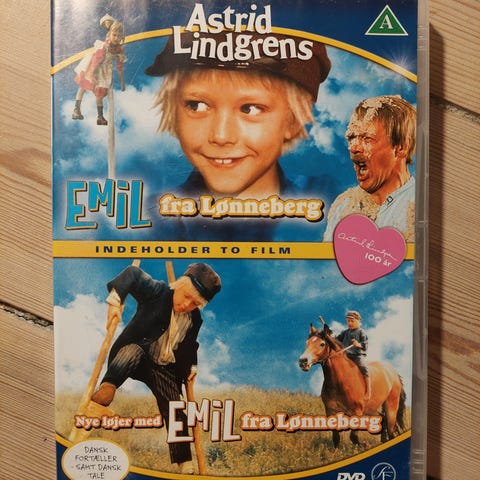 Astrid
Lindgrens
A
EMIL fra Lønneberg
INDEHOLDER TO FILM
Astrid Lindgren
100 år
Nye løjer med EMIL fra Lønneberg
DANSK
FORTÆLLER
- SAMT DANSK
TALE
DVD
SF